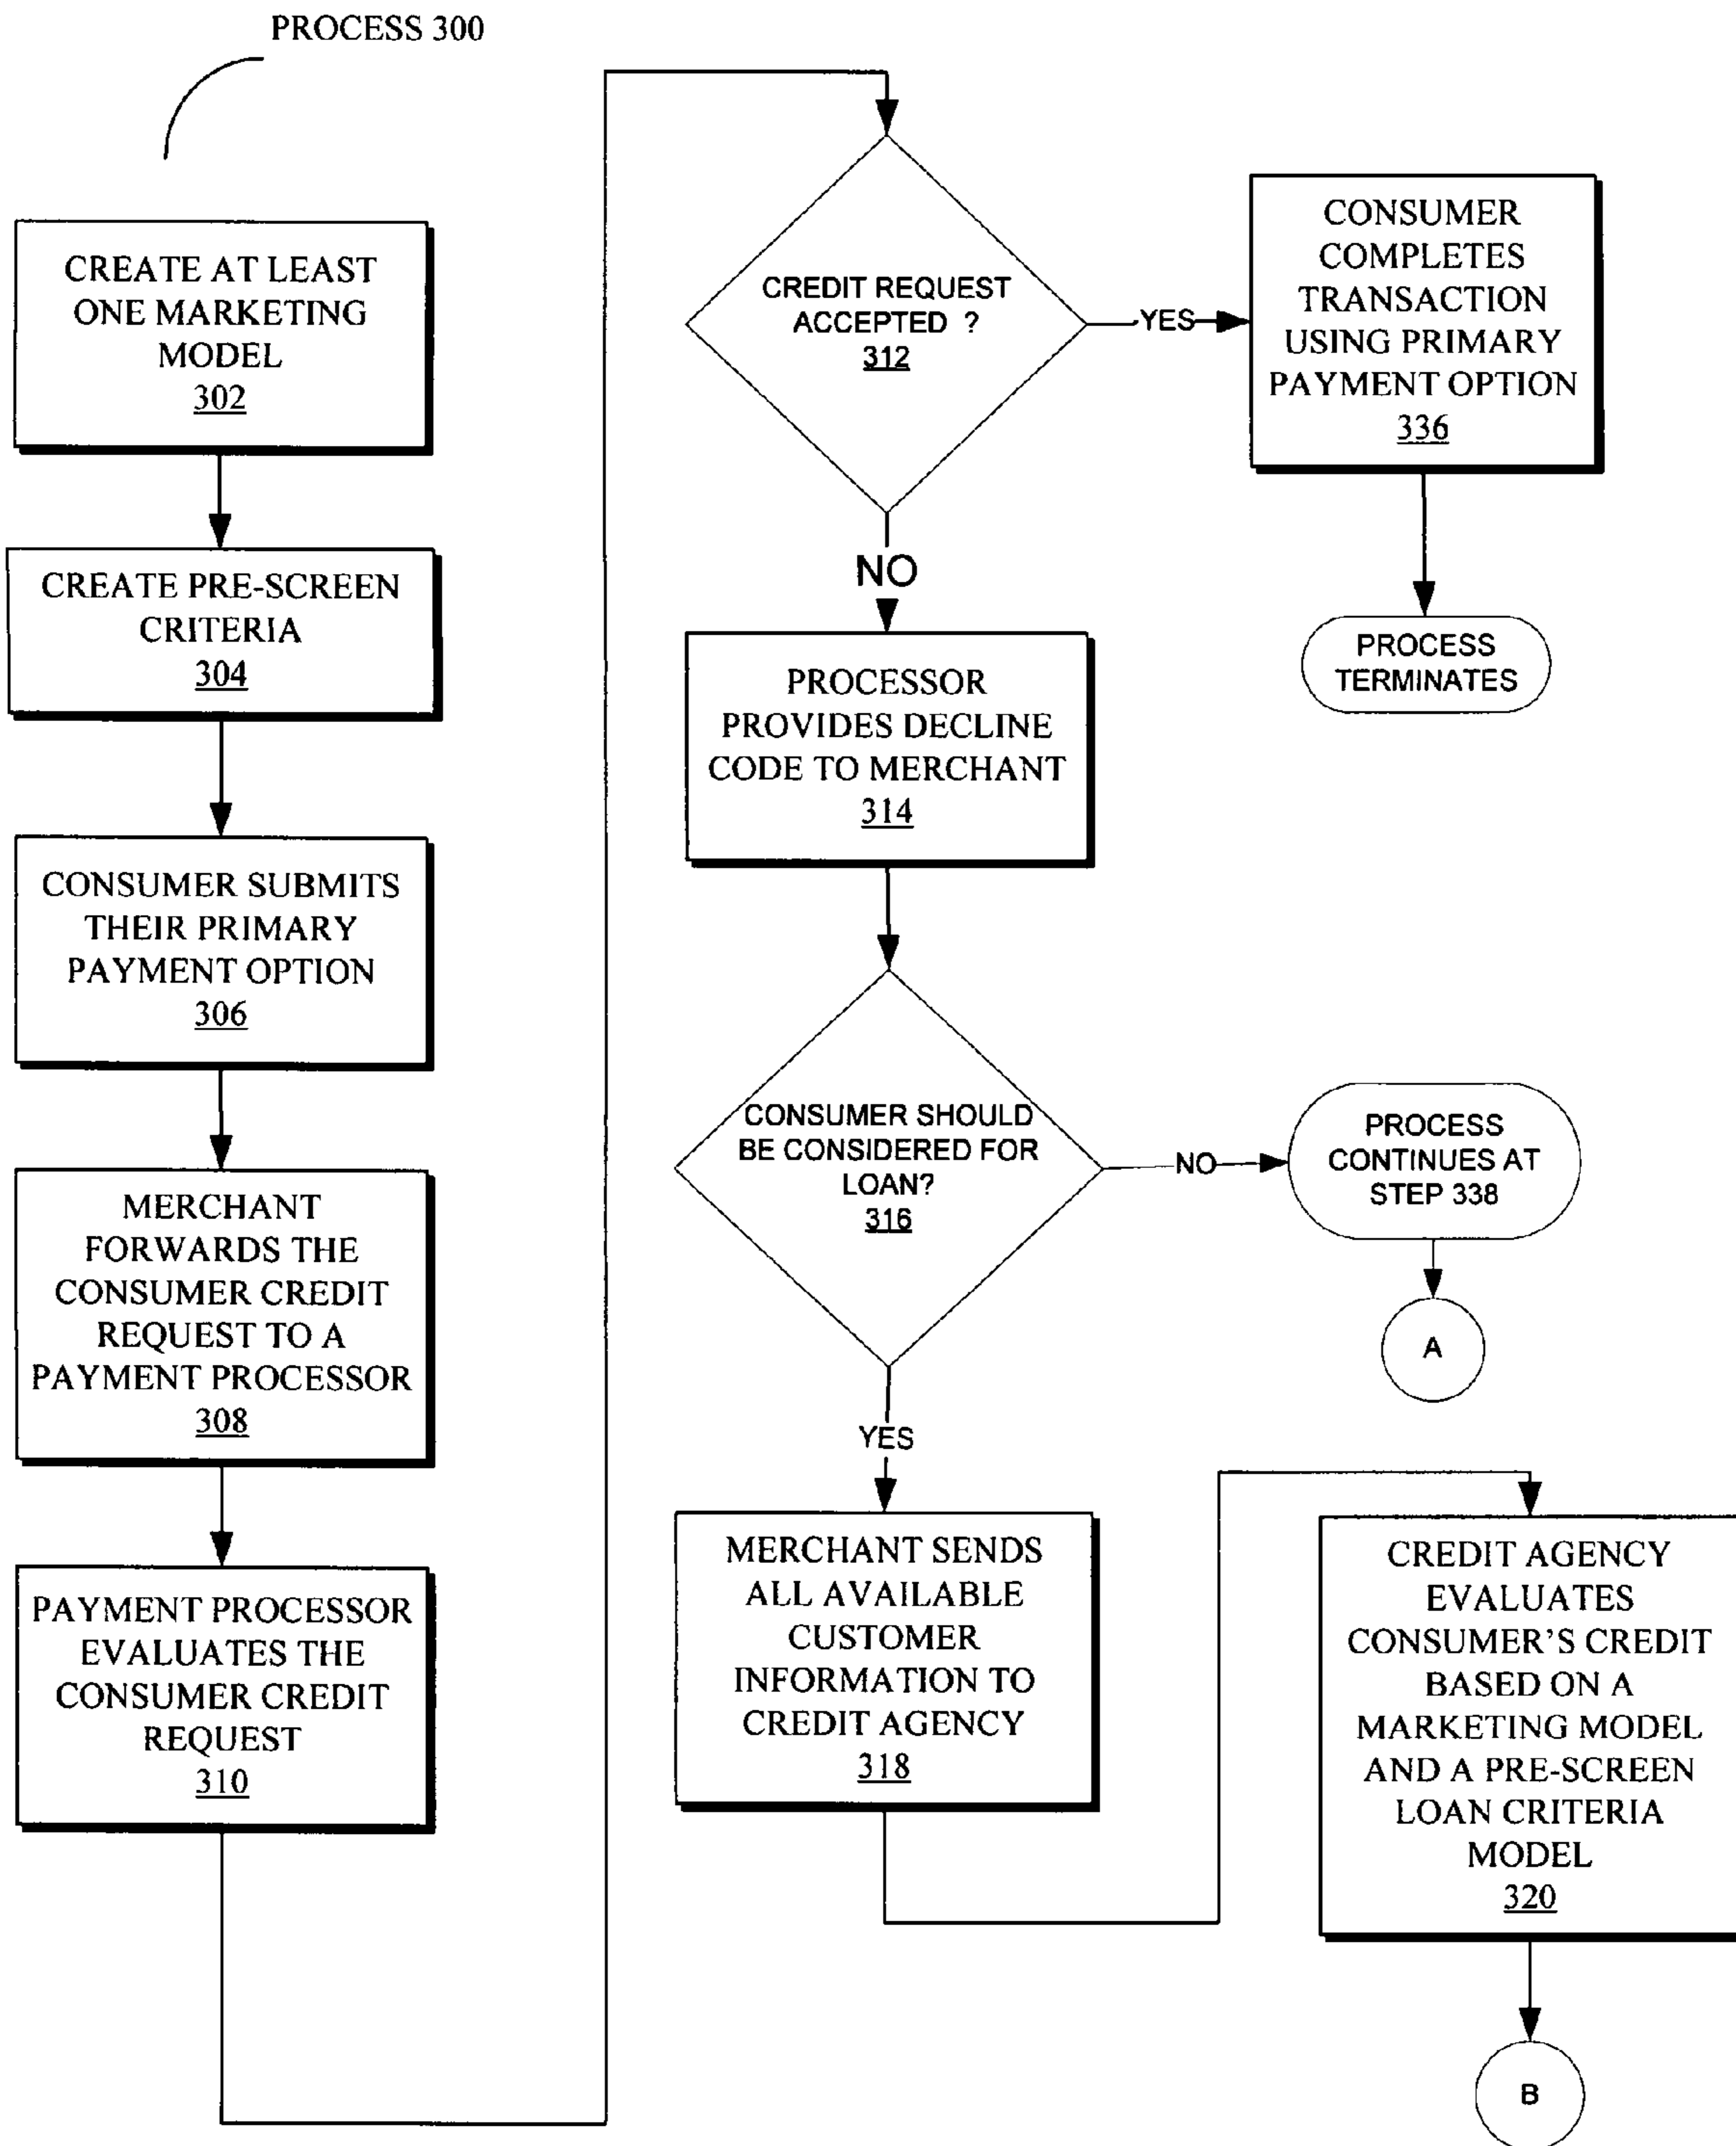 PROCESS 300
CREATE AT LEAST
ONE MARKETING
MODEL
302
CREATE PRE-SCREEN
CRITERIA
304
CONSUMER SUBMITS
THEIR PRIMARY
PAYMENT OPTION
306
MERCHANT
FORWARDS THE
CONSUMER CREDIT
REQUEST TO A
PAYMENT PROCESSOR
308
PAYMENT PROCESSOR
EVALUATES THE
CONSUMER CREDIT
REQUEST
310
CREDIT REQUEST
ACCEPTED ?
312
YES
CONSUMER
COMPLETES
TRANSACTION
USING PRIMARY
PAYMENT OPTION
336
PROCESS
TERMINATES
NO
PROCESSOR
PROVIDES DECLINE
CODE TO MERCHANT
314
CONSUMER SHOULD
BE CONSIDERED FOR
LOAN?
316
NO
PROCESS
CONTINUES AT
STEP 338
A
YES
MERCHANT SENDS
ALL AVAILABLE
CUSTOMER
INFORMATION TO
CREDIT AGENCY
318
CREDIT AGENCY
EVALUATES
CONSUMER'S CREDIT
BASED ON A
MARKETING MODEL
AND A PRE-SCREEN
LOAN CRITERIA
MODEL
320
B